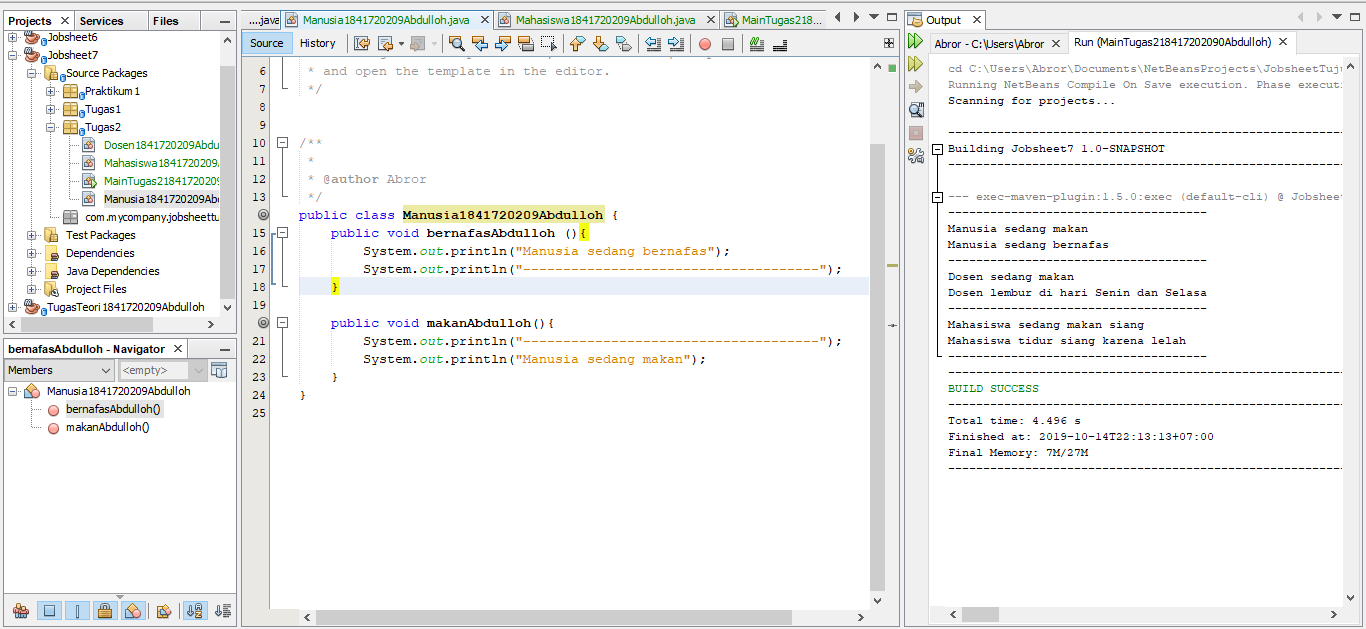 Projects
Services
Files
Jobsheet6
Jobsheet7
Source Packages
Praktikum1
Tugas1
Tugas2
Dosen1841720209Abdu
Mahasiswa1841720209
MainTugas2184172020
Manusia1841720209Ab
com.mycompany.jobsheettu
Test Packages
Dependencies
Java Dependencies
Project Files
TugasTeori1841720209Abdulloh
bernafasAbdulloh - Navigator
Members
<empty>
Manusia1841720209Abdulloh
bernafasAbdulloh()
makanAbdulloh()
....java
Manusia1841720209Abdulloh.java
Mahasiswa1841720209Abdulloh.java
MainTugas218...
Source
History
6 * and open the template in the editor.
7 */
8
9
10 /**
11 *
12 * @author Abror
13 */
public class Manusia1841720209Abdulloh {
15 public void bernafasAbdulloh (){
16 System.out.println("Manusia sedang bernafas");
17 System.out.println("-------------------------------------");
18 }
19
public void makanAbdulloh(){
21 System.out.println("-------------------------------------");
22 System.out.println("Manusia sedang makan");
23 }
24 }
25
Output
Abror - C:\Users\Abror
Run (MainTugas218417202090Abdulloh)
cd C:\Users\Abror\Documents\NetBeansProjects\JobsheetTuju
Running NetBeans Compile On Save execution. Phase executi
Scanning for projects...
------------------------------------------------------------------------
Building Jobsheet7 1.0-SNAPSHOT
------------------------------------------------------------------------
--- exec-maven-plugin:1.5.0:exec (default-cli) @ Jobsheet
-------------------------------------
Manusia sedang makan
Manusia sedang bernafas
-------------------------------------
Dosen sedang makan
Dosen lembur di hari Senin dan Selasa
-------------------------------------
Mahasiswa sedang makan siang
Mahasiswa tidur siang karena lelah
-------------------------------------
------------------------------------------------------------------------
BUILD SUCCESS
------------------------------------------------------------------------
Total time: 4.496 s
Finished at: 2019-10-14T22:13:13+07:00
Final Memory: 7M/27M
------------------------------------------------------------------------